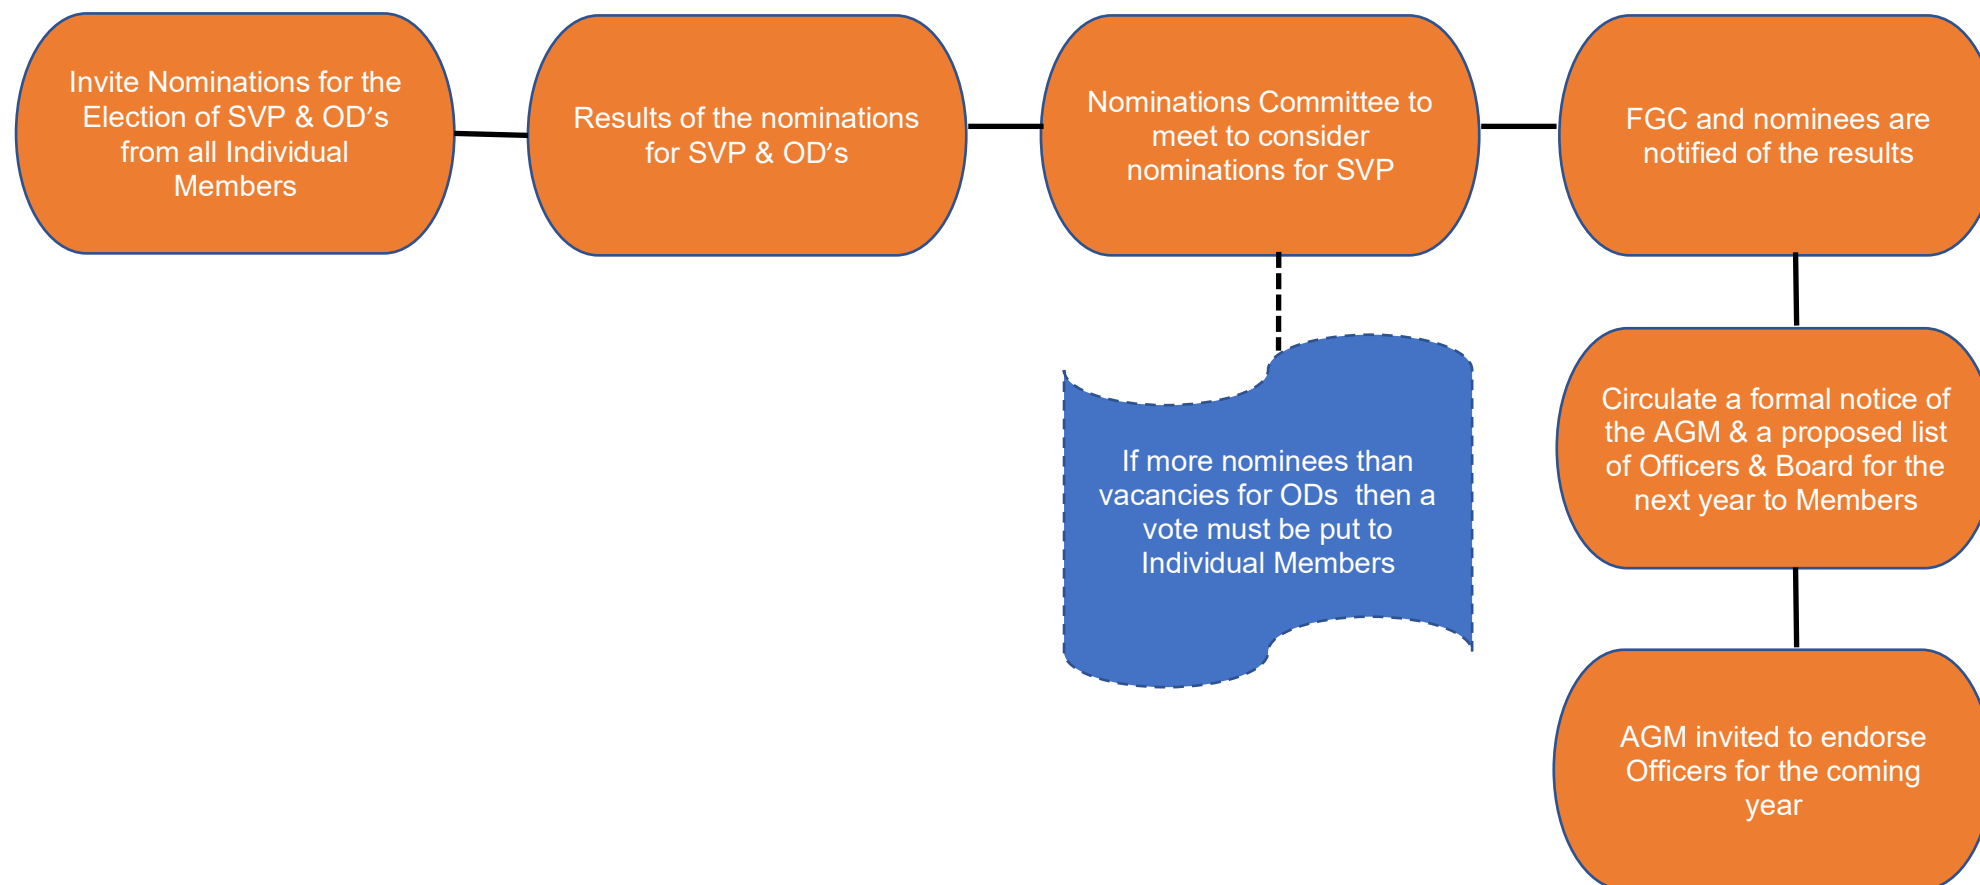 Invite Nominations for the
Election of SVP & OD’s
from all Individual
Members
Results of the nominations
for SVP & OD’s
Nominations Committee to
meet to consider
nominations for SVP
FGC and nominees are
notified of the results
If more nominees than
vacancies for ODs  then a
vote must be put to
Individual Members
Circulate a formal notice of
the AGM & a proposed list
of Officers & Board for the
next year to Members
AGM invited to endorse
Officers for the coming
year